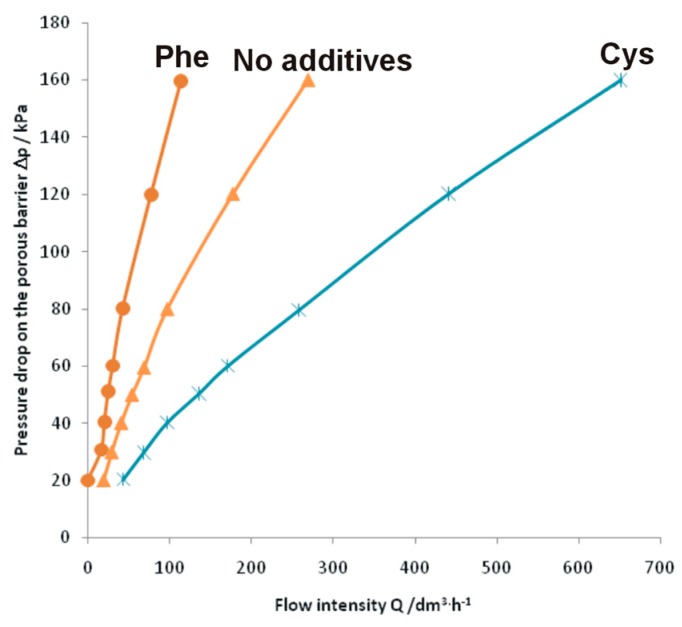 180
Phe No additives Cys
160
140
120
100
80
60
40
20
0
Pressure drop on the porous barrier Δp / kPa
0 100 200 300 400 500 600 700
Flow intensity Q /dm³·h⁻¹